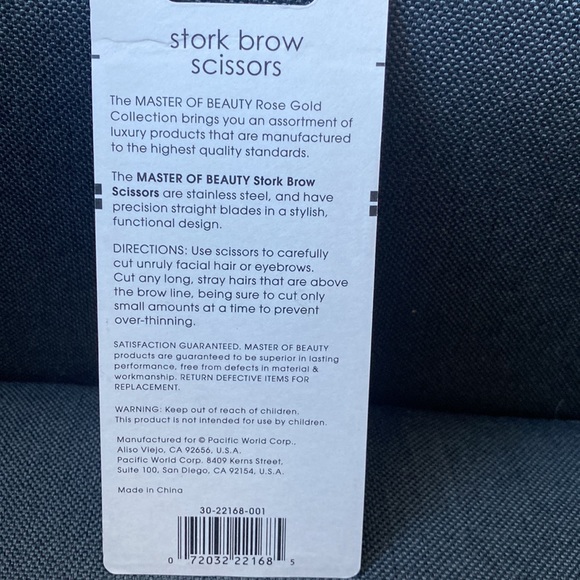 stork brow
scissors
The MASTER OF BEAUTY Rose Gold
Collection brings you an assortment of
luxury products that are manufactured
to the highest quality standards.
The MASTER OF BEAUTY Stork Brow
Scissors are stainless steel, and have
precision straight blades in a stylish,
functional design.
DIRECTIONS: Use scissors to carefully
cut unruly facial hair or eyebrows.
Cut any long, stray hairs that are above
the brow line, being sure to cut only
small amounts at a time to prevent
over-thinning.
SATISFACTION GUARANTEED. MASTER OF BEAUTY
products are guaranteed to be superior in lasting
performance, free from defects in material &
workmanship. RETURN DEFECTIVE ITEMS FOR
REPLACEMENT.
WARNING: Keep out of reach of children.
This product is not intended for use by children.
Manufactured for © Pacific World Corp.,
Aliso Viejo, CA 92656, U.S.A.
Pacific World Corp. 8409 Kerns Street,
Suite 100, San Diego, CA 92154, U.S.A.
Made in China
30-22168-001
0 72032 22168 5